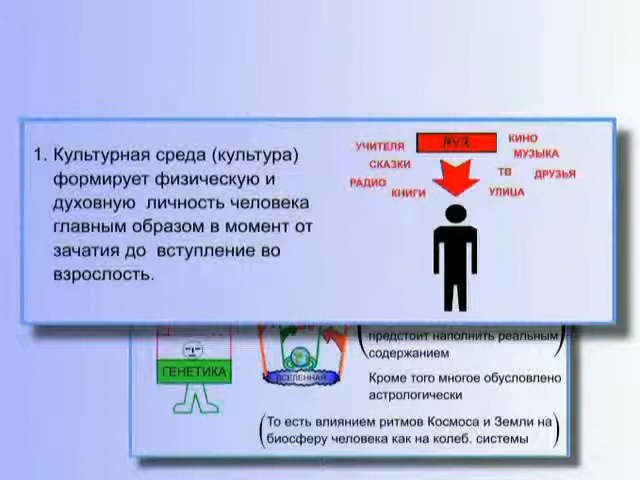 1. Культурная среда (культура)
формирует физическую и
духовную личность человека
главным образом в момент от
зачатия до вступление во
взрослость.
УЧИТЕЛЯ
СКАЗКИ
РАДИО
КНИГИ
ВУЗ
КИНО
МУЗЫКА
ТВ
ДРУЗЬЯ
УЛИЦА
ГЕНЕТИКА
ВСЕЛЕННАЯ
предстоит наполнить реальным
содержанием
Кроме того многое обусловлено
астрологически
То есть влиянием ритмов Космоса и Земли на
биосферу человека как на колеб. системы